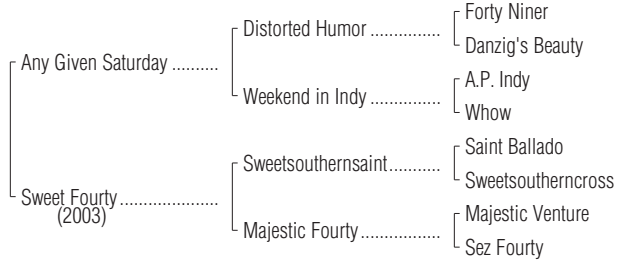 Forty Niner
Distorted Humor ...............
Danzig's Beauty
Any Given Saturday ..........
A.P. Indy
Weekend in Indy ...............
Whow
Saint Ballado
Sweetsouthernsaint...........
Sweetsoutherncross
Sweet Fourty.....................
(2003)
Majestic Venture
Majestic Fourty.................
Sez Fourty